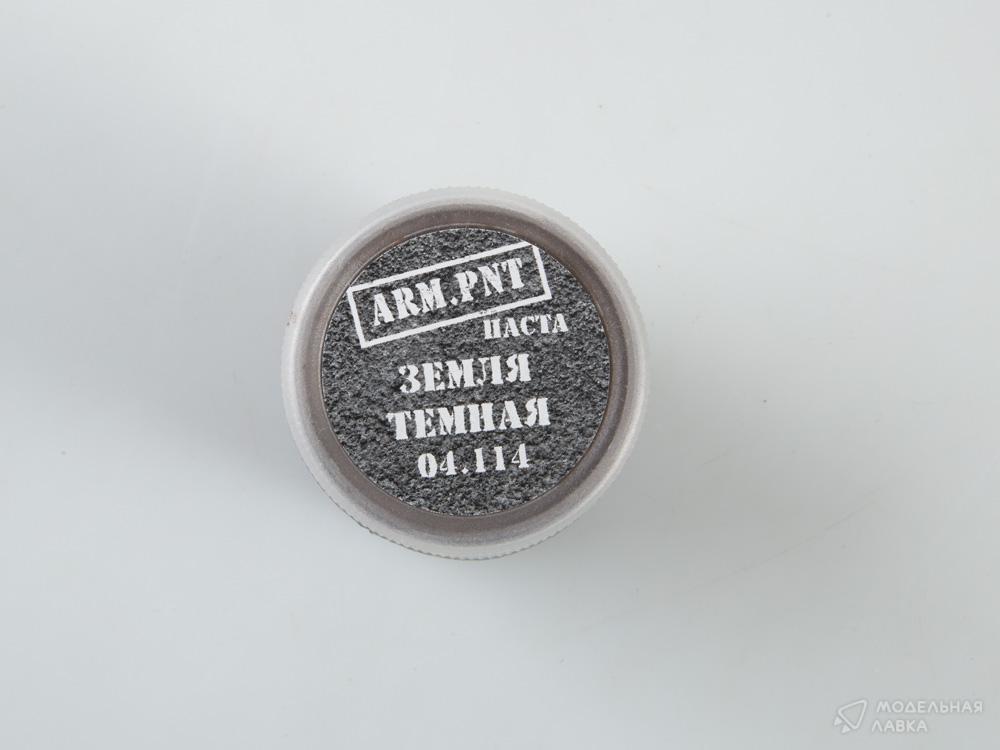 ARM.PNT
ПАСТА
ЗЕМЛЯ
ТЕМНАЯ
04.114
МОДЕЛЬНАЯ
ЛАВКА